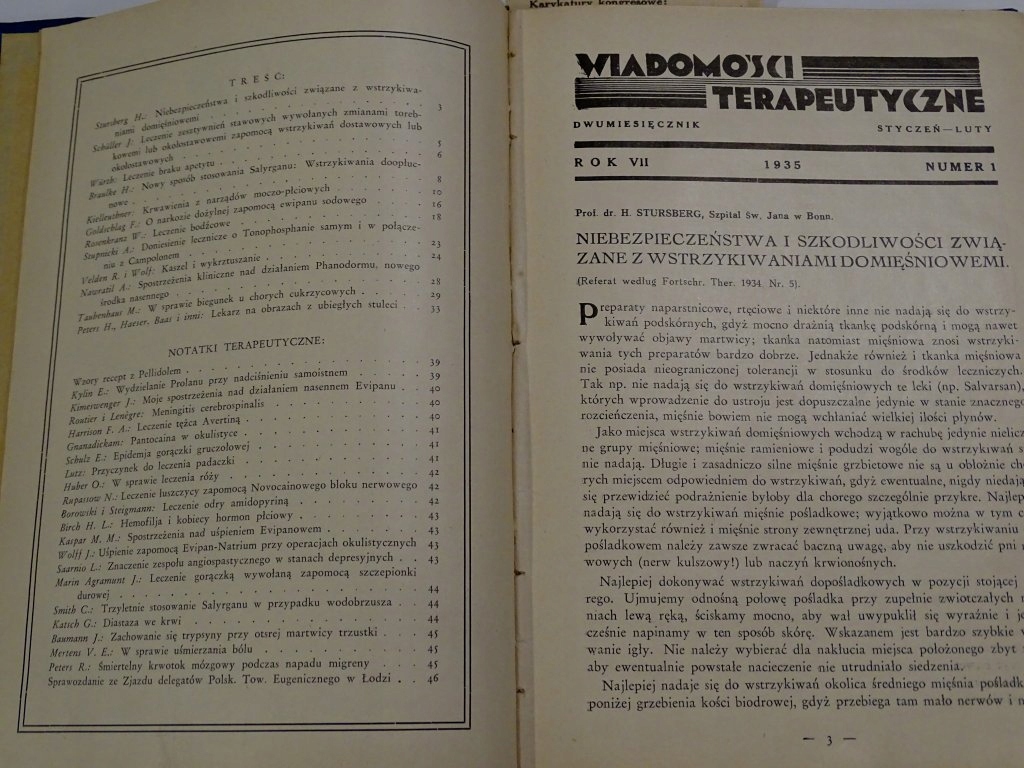 Karykatury kongresowe:
TREŚĆ:
Stursberg H.: Niebezpieczeństwa i szkodliwości związane z wstrzykiwa-
niami domięśniowemi . . . 3
Schüller J: Leczenie zesztywnień stawowych wywołanych zmianami toreb-
kowemi lub okołostawowemi zapomocą wstrzykiwań dostawowych lub
okołostawowych . . . 5
Würth: Leczenie braku apetytu . . . 6
Braulke H.: Nowy sposób stosowania Salyrganu: Wstrzykiwania dooptuc-
nowe . . . 8
Kielleuthner: Krwawienia z narządów moczo-płciowych . . . 10
Goldschlag F.: O narkozie dożylnej zapomocą ewipanu sodowego . . . 16
Rosenkranz W.: Leczenie bodźcowe . . . 18
Stupnicki A.: Doniesienie lecznicze o Tonophosphanie samym i w połącze-
niu z Campolonem . . . 23
Velden R. i Wolf: Kaszel i wykrztuszanie . . . 24
Nawratil A.: Spostrzeżenia kliniczne nad działaniem Phanodormu, nowego
środka nasennego . . . 28
Taubenhaus M.: W sprawie biegunek u chorych cukrzycowych . . . 29
Peters H., Haeser, Baas i inni: Lekarz na obrazach z ubiegłych stuleci . . 33
NOTATKI TERAPEUTYCZNE:
Wzory recept z Pellidolem . . . 39
Kylin E.: Wydzielanie Prolanu przy nadciśnieniu samoistnem . . . 39
Kimerwenger J.: Moje spostrzeżenia nad działaniem nasennem Evipanu . . 40
Routier i Lenègre: Meningitis cerebrospinalis . . . 40
Harrison F. A.: Leczenie tężca Avertiną . . . 40
Gnanadickam: Pantocaina w okulistyce . . . 41
Schulz E.: Epidemja gorączki gruczołowej . . . 41
Lutz: Przyczynek do leczenia padaczki . . . 41
Huber O.: W sprawie leczenia róży . . . 42
Rupassow N.: Leczenie łuszczycy zapomocą Novocainowego bloku nerwowego 42
Borowski i Steigmann: Leczenie odry amidopyriną . . . 42
Birch H. L.: Hemofilja i kobiecy hormon płciowy . . . 43
Kaspar M. M.: Spostrzeżenia nad uśpieniem Evipanowem . . . 43
Wolff J.: Uśpienie zapomocą Evipan-Natrium przy operacjach okulistycznych 43
Saarnio L.: Znaczenie zespołu angiospastycznego w stanach depresyjnych . . 43
Marin Agramunt J.: Leczenie gorączką wywołaną zapomocą szczepionki
durowej . . . 44
Smith C.: Trzyletnie stosowanie Salyrganu w przypadku wodobrzusza . . 44
Katsch G.: Diastaza we krwi . . . 44
Baumann J.: Zachowanie się trypsyny przy otsrej martwicy trzustki . . 45
Mertens V. E.: W sprawie uśmierzania bólu . . . 45
Peters R.: Śmiertelny krwotok mózgowy podczas napadu migreny . . . 45
Sprawozdanie ze Zjazdu delegatów Polsk. Tow. Eugenicznego w Łodzi . . 46
WIADOMOŚCI
TERAPEUTYCZNE
DWUMIESIĘCZNIK STYCZEŃ—LUTY
ROK VII 1935 NUMER 1
Prof. dr. H. STURSBERG, Szpital św. Jana w Bonn.
NIEBEZPIECZEŃSTWA I SZKODLIWOŚCI ZWIĄ-
ZANE Z WSTRZYKIWANIAMI DOMIĘŚNIOWEMI.
(Referat według Fortschr. Ther. 1934. Nr. 5).
Preparaty naparstnicowe, rtęciowe i niektóre inne nie nadają się do wstrzy-
kiwań podskórnych, gdyż mocno drażnią tkankę podskórną i mogą nawet
wywoływać objawy martwicy; tkanka natomiast mięśniowa znosi wstrzyki-
wania tych preparatów bardzo dobrze. Jednakże również i tkanka mięśniowa
nie posiada nieograniczonej tolerancji w stosunku do środków leczniczych.
Tak np. nie nadają się do wstrzykiwań domięśniowych te leki (np. Salvarsan),
których wprowadzenie do ustroju jest dopuszczalne jedynie w stanie znacznego
rozcieńczenia, mięśnie bowiem nie mogą wchłaniać wielkiej ilości płynów.
Jako miejsca wstrzykiwań domięśniowych wchodzą w rachubę jedynie nielicz
ne grupy mięśniowe; mięśnie ramieniowe i podudzi wogóle do wstrzykiwań s
nie nadają. Długie i zasadniczo silne mięśnie grzbietowe nie są u obłożnie cho
rych miejscem odpowiedniem do wstrzykiwań, gdyż ewentualne, nigdy niedają
się przewidzieć podrażnienie byloby dla chorego szczególnie przykre. Najlep
nadają się do wstrzykiwań mięśnie pośladkowe; wyjątkowo można w tym c
wykorzystać również i mięśnie strony zewnętrznej uda. Przy wstrzykiwaniu
pośladkowem należy zawsze zwracać baczną uwagę, aby nie uszkodzić pni
wowych (nerw kulszowy!) lub naczyń krwionośnych.
Najlepiej dokonywać wstrzykiwań dopośladkowych w pozycji stojącej
rego. Ujmujemy odnośną połowę pośladka przy zupełnie zwiotczałych m
niach lewą ręką, ściskamy mocno, aby wał uwypuklił się wyraźnie i je
cześnie napinamy w ten sposób skórę. Wskazanem jest bardzo szybkie w
wanie igły. Nie należy wybierać dla nakłucia miejsca położonego zbyt
aby ewentualnie powstałe nacieczenie nie utrudniało siedzenia.
Najlepiej nadaje się do wstrzykiwań okolica średniego mięśnia pośladk
poniżej grzebienia kości biodrowej, gdyż przebiega tam mało nerwów i n
— 3 —